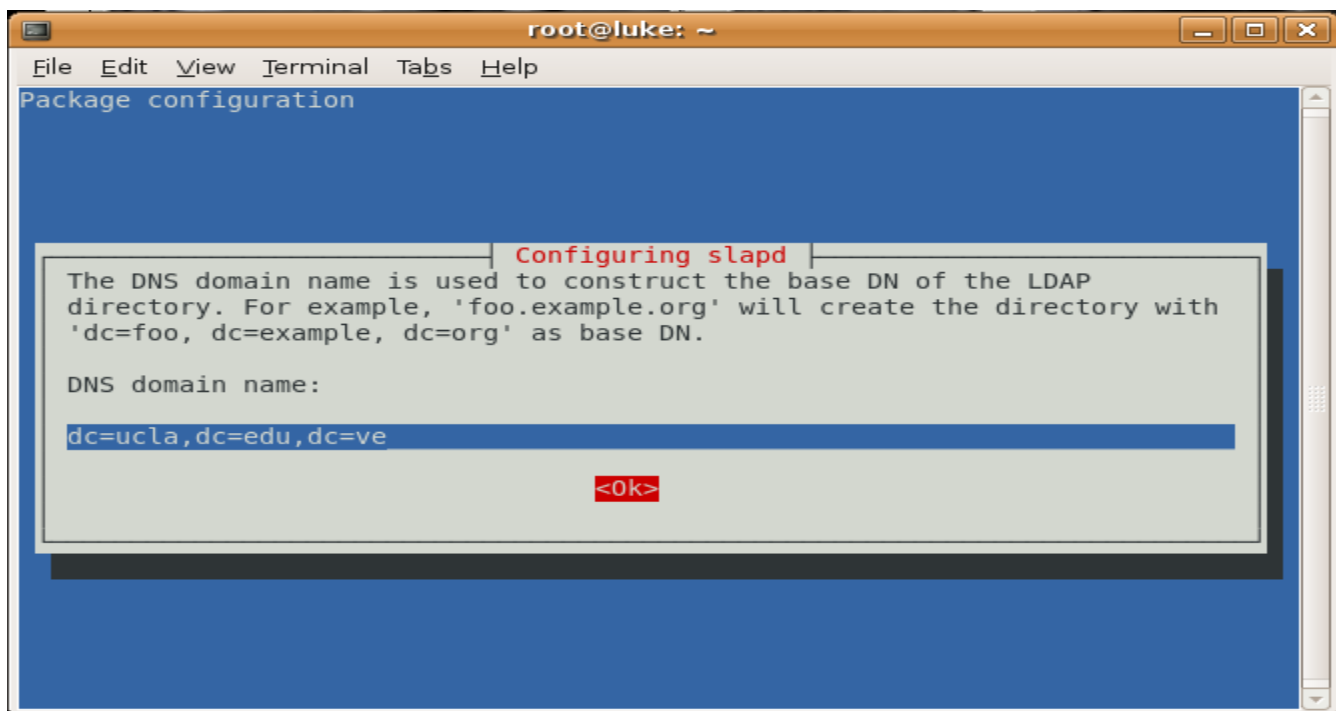 root@luke: ~
File Edit View Terminal Tabs Help
Package configuration
Configuring slapd
The DNS domain name is used to construct the base DN of the LDAP
directory. For example, 'foo.example.org' will create the directory with
'dc=foo, dc=example, dc=org' as base DN.
DNS domain name:
dc=ucla,dc=edu,dc=ve
<Ok>